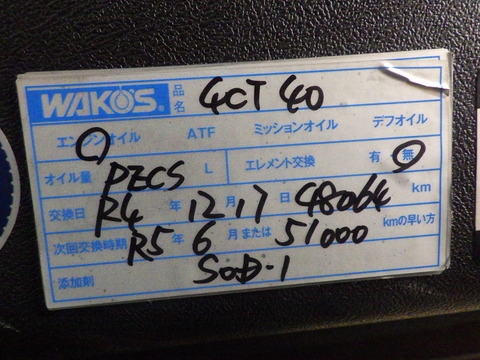 WAKO'S® 品名 4CT 40
エンジンオイル ATF ミッションオイル デフオイル
オイル量 PECS L エレメント交換 有 無
交換日 R4 年 12 月 17 日 48064 km
次回交換時期 R5 年 6 月または 51000 kmの早い方
添加剤 SOD-1